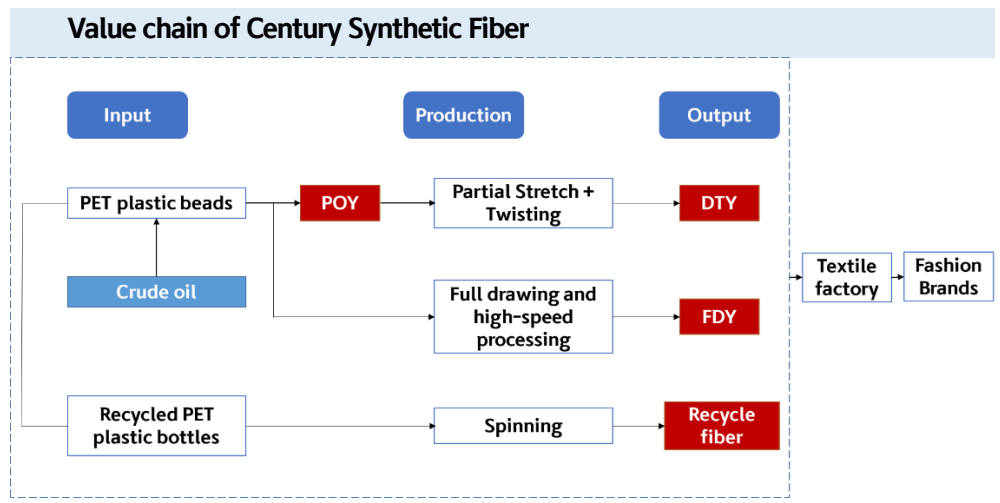 Value chain of Century Synthetic Fiber
Input
Production
Output
PET plastic beads
POY
Partial Stretch +
Twisting
DTY
Crude oil
Full drawing and
high-speed
processing
FDY
Textile
factory
Fashion
Brands
Recycled PET
plastic bottles
Spinning
Recycle
fiber